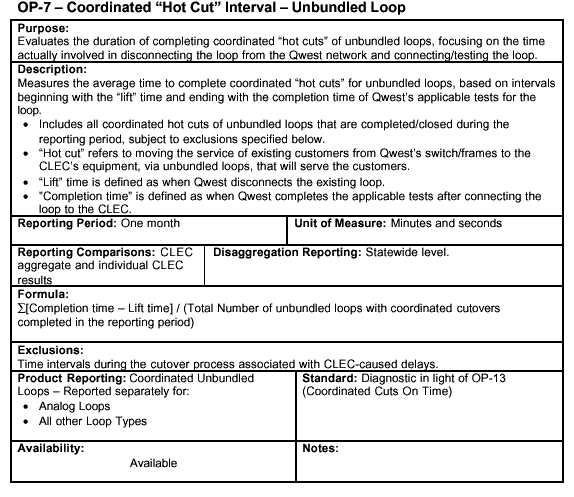 OP-7 – Coordinated “Hot Cut” Interval – Unbundled Loop
Purpose:
Evaluates the duration of completing coordinated “hot cuts” of unbundled loops, focusing on the time
actually involved in disconnecting the loop from the Qwest network and connecting/testing the loop.
Description:
Measures the average time to complete coordinated “hot cuts” for unbundled loops, based on intervals
beginning with the “lift” time and ending with the completion time of Qwest’s applicable tests for the
loop.
• Includes all coordinated hot cuts of unbundled loops that are completed/closed during the
reporting period, subject to exclusions specified below.
• “Hot cut” refers to moving the service of existing customers from Qwest’s switch/frames to the
CLEC’s equipment, via unbundled loops, that will serve the customers.
• “Lift” time is defined as when Qwest disconnects the existing loop.
• "Completion time” is defined as when Qwest completes the applicable tests after connecting the
loop to the CLEC.
Reporting Period: One month
Unit of Measure: Minutes and seconds
Reporting Comparisons: CLEC
aggregate and individual CLEC
results
Disaggregation Reporting: Statewide level.
Formula:
Σ[Completion time – Lift time] / (Total Number of unbundled loops with coordinated cutovers
completed in the reporting period)
Exclusions:
Time intervals during the cutover process associated with CLEC-caused delays.
Product Reporting: Coordinated Unbundled
Loops – Reported separately for:
• Analog Loops
• All other Loop Types
Standard: Diagnostic in light of OP-13
(Coordinated Cuts On Time)
Availability:
Available
Notes: